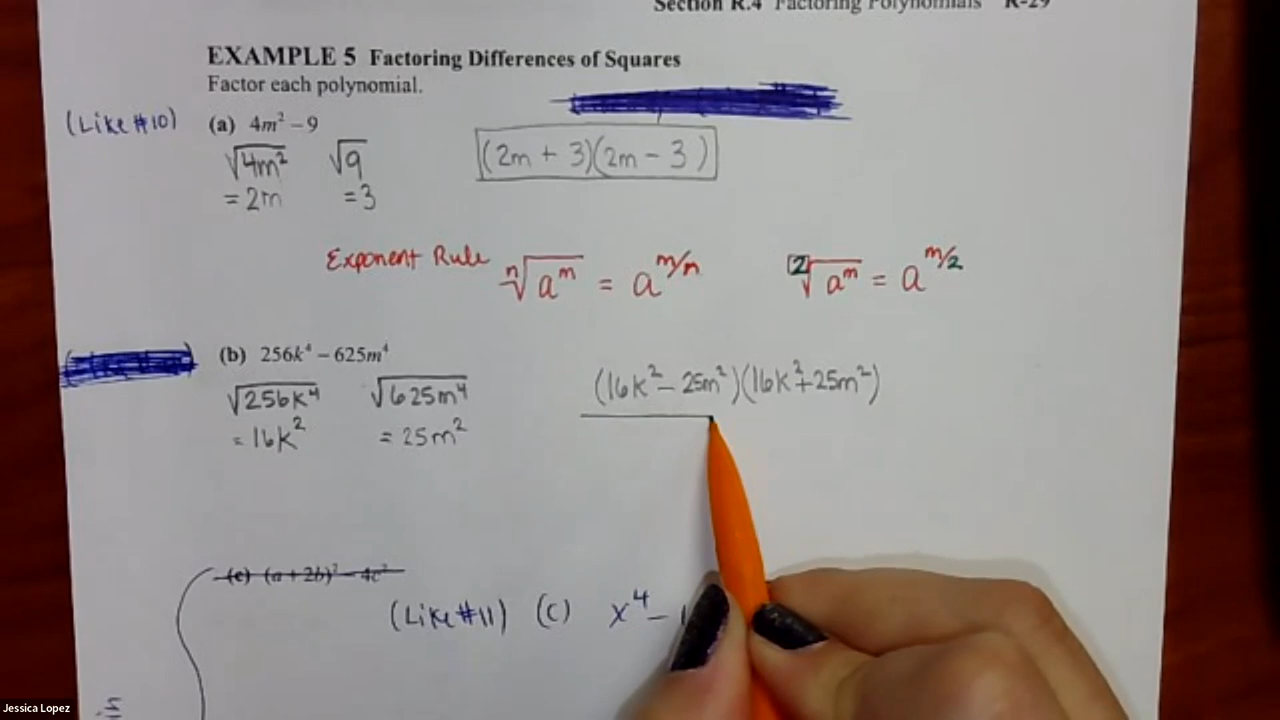 Section R.4 Factoring Polynomials R-29
EXAMPLE 5 Factoring Differences of Squares
Factor each polynomial.
(Like #10) (a) 4m² – 9
(2m + 3)(2m – 3)
√4m² √9
= 2m = 3
Exponent Rule ⁿ√aᵐ = a^(m/n) ²√aᵐ = a^(m/2)
(b) 256k⁴ – 625m⁴
(16k² – 25m²)(16k² + 25m²)
√256k⁴ √625m⁴
= 16k² = 25m²
(c) (a + 2b)² – 4c²
(Like #11) (C) x⁴ – 1
Jessica Lopez